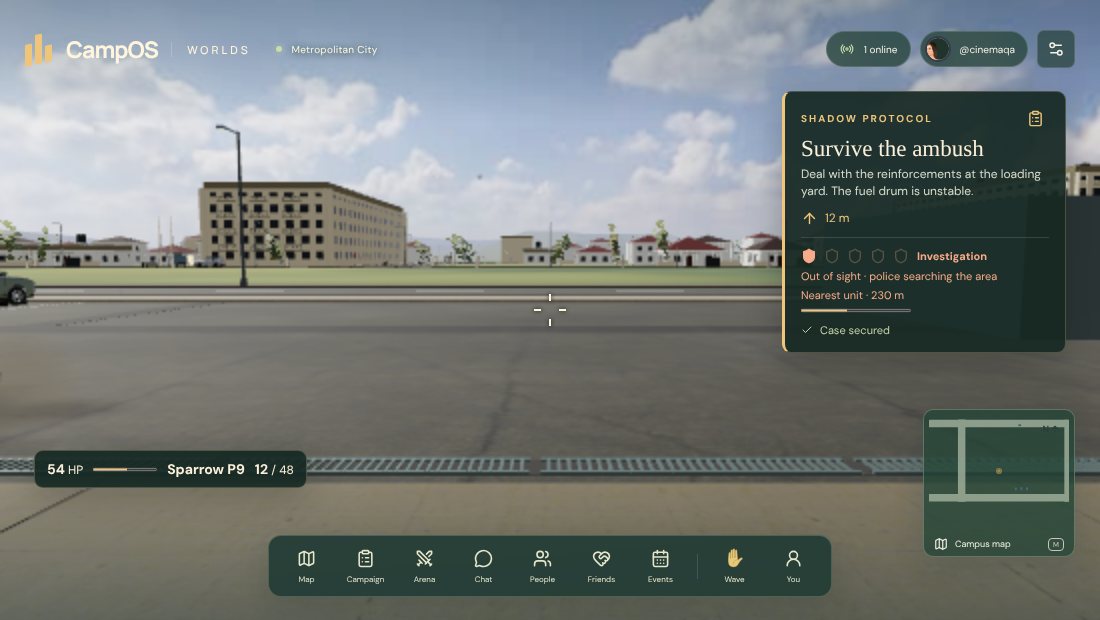 CampOS
WORLDS
Metropolitan City
1 online
@cinemaqa
SHADOW PROTOCOL
Survive the ambush
Deal with the reinforcements at the loading
yard. The fuel drum is unstable.
12 m
Investigation
Out of sight · police searching the area
Nearest unit · 230 m
Case secured
54 HP
Sparrow P9 12 / 48
Campus map
M
Map
Campaign
Arena
Chat
People
Friends
Events
Wave
You